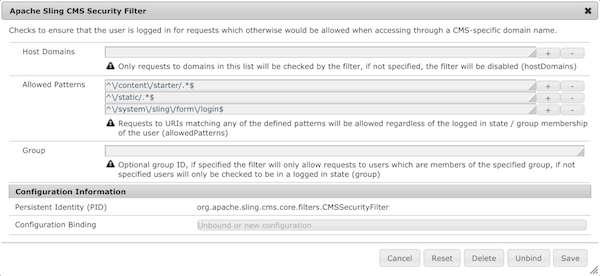 Apache Sling CMS Security Filter
Checks to ensure that the user is logged in for requests which otherwise would be allowed when accessing through a CMS-specific domain name.
Host Domains
+ -
Only requests to domains in this list will be checked by the filter, if not specified, the filter will be disabled (hostDomains)
Allowed Patterns
^\/content\/starter/.*$ + -
^\/static/.*$ + -
^\/system\/sling\/form\/login$ + -
Requests to URIs matching any of the defined patterns will be allowed regardless of the logged in state / group membership
of the user (allowedPatterns)
Group
Optional group ID, if specified the filter will only allow requests to users which are members of the specified group, if not
specified users will only be checked to be in a logged in state (group)
Configuration Information
Persistent Identity (PID) org.apache.sling.cms.core.filters.CMSSecurityFilter
Configuration Binding Unbound or new configuration
Cancel Reset Delete Unbind Save